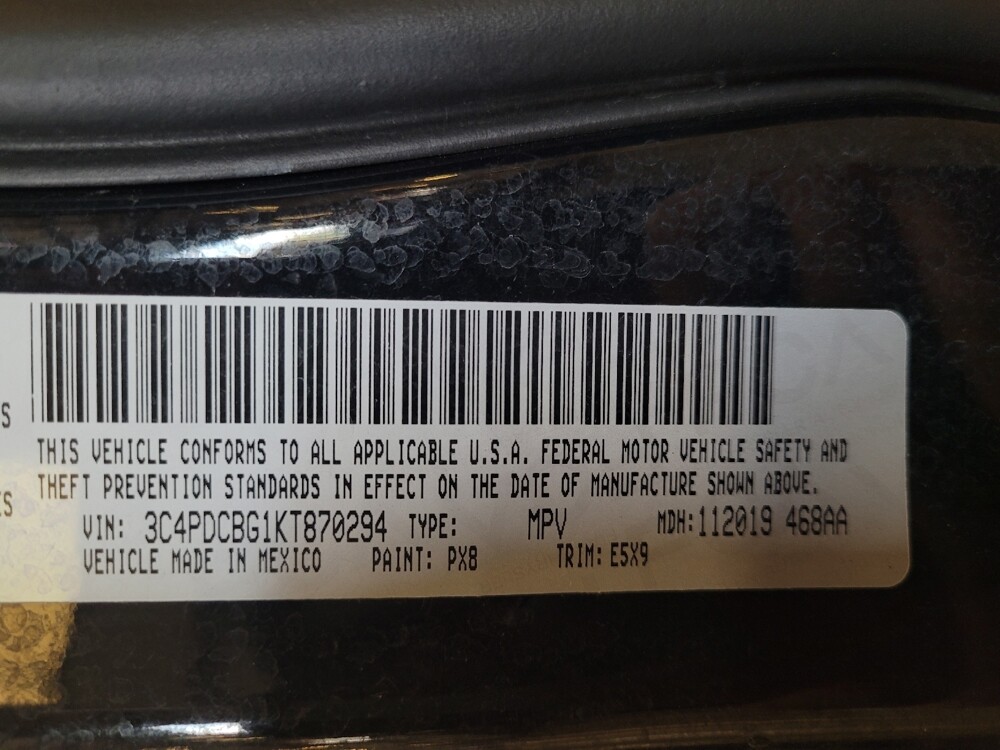 S
THIS VEHICLE CONFORMS TO ALL APPLICABLE U.S.A. FEDERAL MOTOR VEHICLE SAFETY AND
ES
THEFT PREVENTION STANDARDS IN EFFECT ON THE DATE OF MANUFACTURE SHOWN ABOVE.
VIN: 3C4PDCBG1KT870294 TYPE: MPV MDH:112019 468AA
VEHICLE MADE IN MEXICO PAINT: PX8 TRIM: E5X9